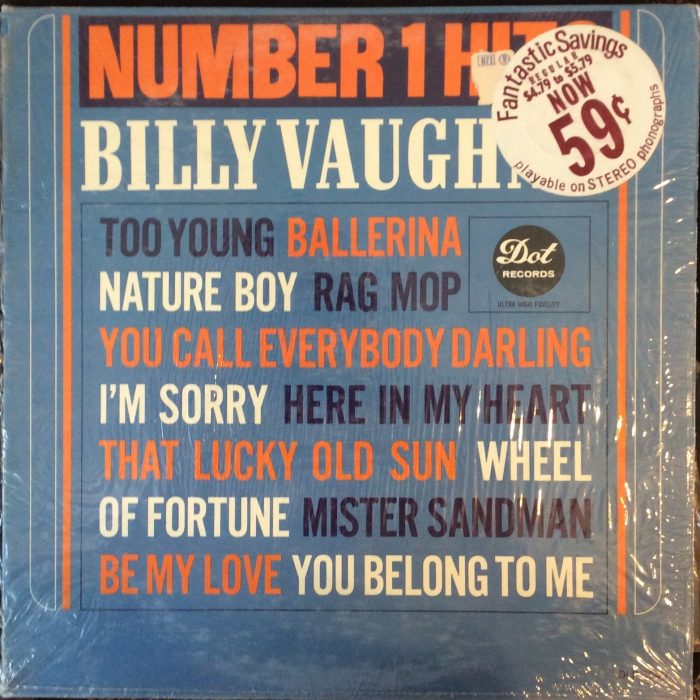 NUMBER 1 HIT
BILLY VAUGH
Fantastic Savings
REGULAR
$4.79 to $5.79
NOW
59¢
playable on STEREO phonographs
TOO YOUNG BALLERINA
NATURE BOY RAG MOP
Dot
RECORDS
ULTRA HIGH FIDELITY
YOU CALL EVERYBODY DARLING
I'M SORRY HERE IN MY HEART
THAT LUCKY OLD SUN WHEEL
OF FORTUNE MISTER SANDMAN
BE MY LOVE YOU BELONG TO ME